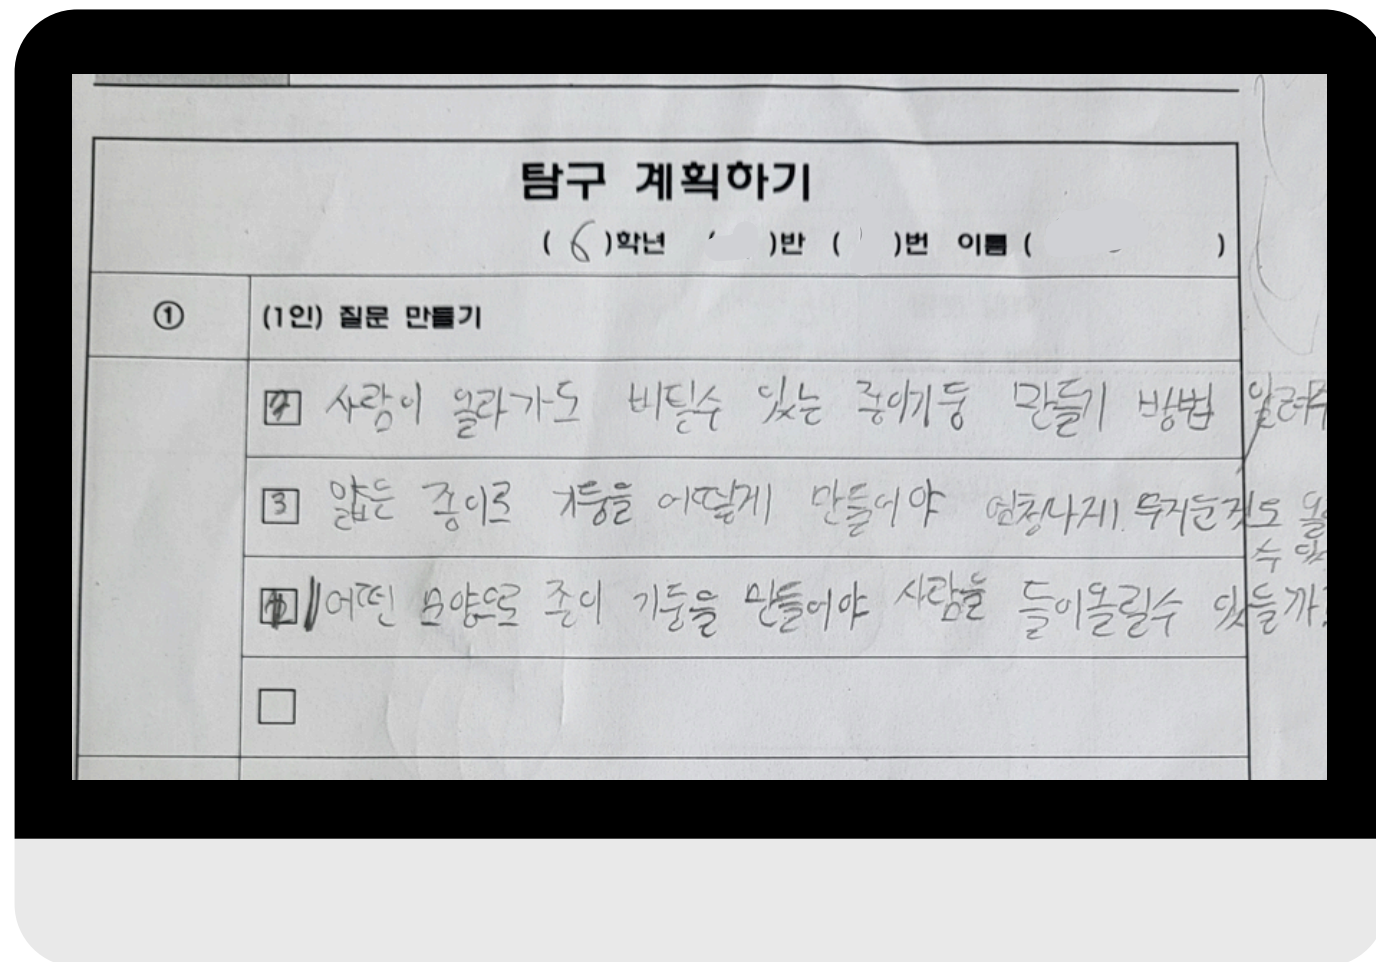 탐구 계획하기
( 6 )학년 )반 ( )번 이름 ( )
① (1인) 질문 만들기
사람이 올라가도 버틸수 있는 종이기둥 만들기 방법 알려주
3 얇은 종이로 기둥을 어떻게 만들어야 엄청나게 무거운것도
수
어떤 모양으로 종이 기둥을 만들어야 사람을 들어올릴수 있을까?